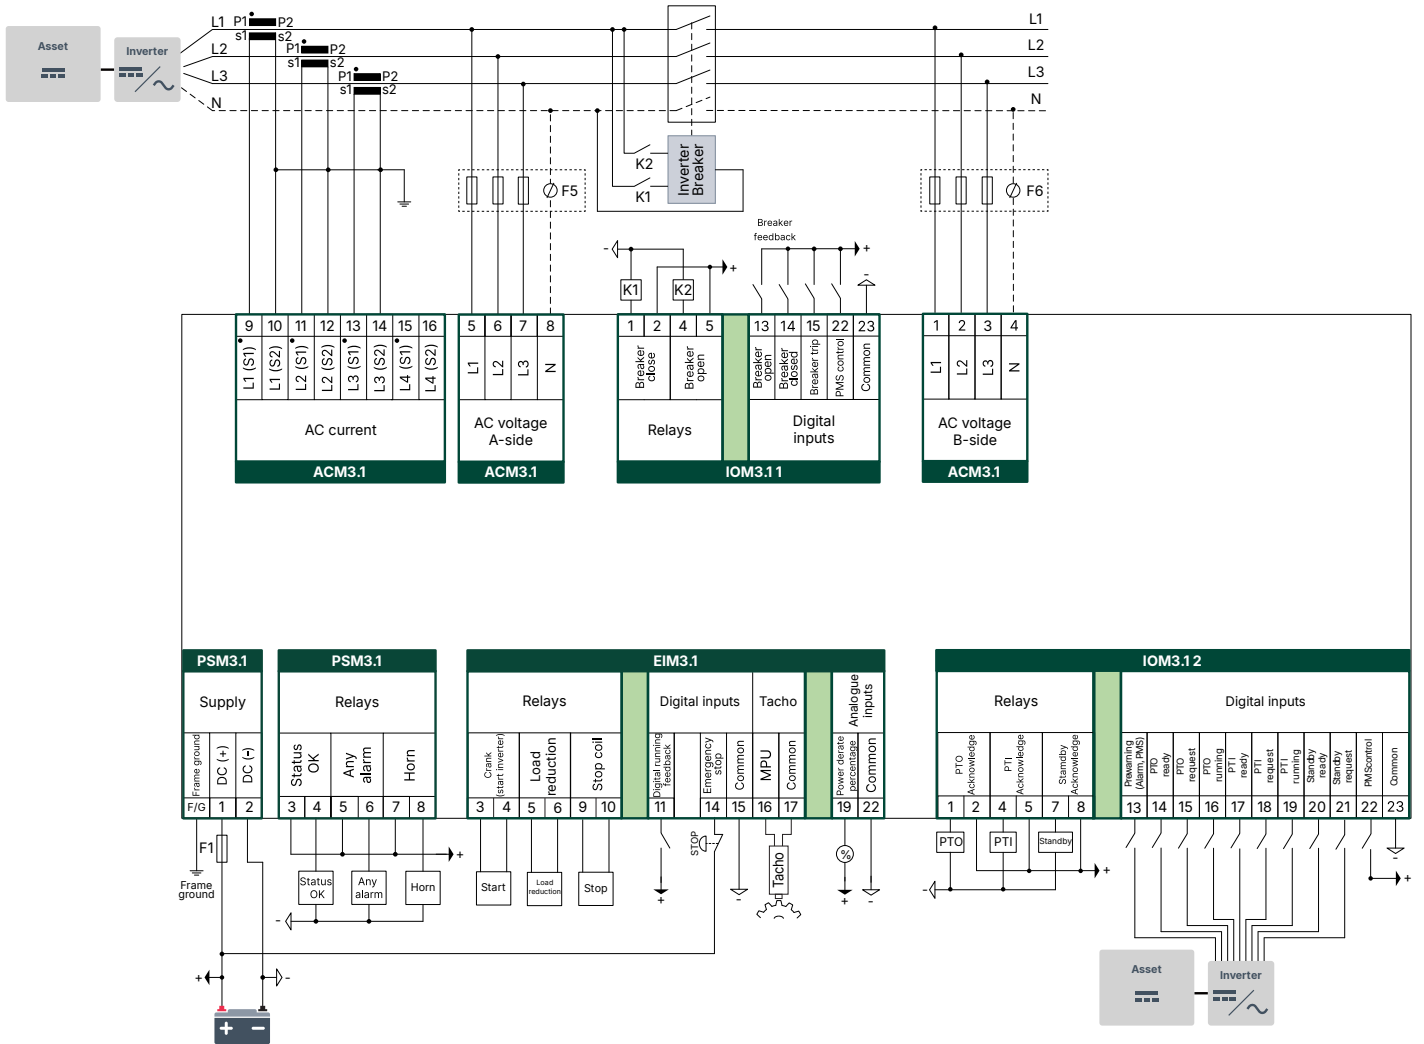 Asset
Inverter
L1
P1
P2
s1
s2
L1
L2
P1
P2
s1
s2
L2
L3
P1
P2
s1
s2
L3
N
N
K2
K1
Inverter
Breaker
F5
F6
Breaker
feedback
-
+
+
-
K1
K2
9 10 11 12 13 14 15 16
L1 (S1)
L1 (S2)
L2 (S1)
L2 (S2)
L3 (S1)
L3 (S2)
L4 (S1)
L4 (S2)
AC current
ACM3.1
5 6 7 8
L1
L2
L3
N
AC voltage
A-side
ACM3.1
1 2 4 5
Breaker
close
Breaker
open
Relays
13 14 15 22 23
Breaker
open
Breaker
closed
Breaker trip
PMS control
Common
Digital
inputs
IOM3.1 1
1 2 3 4
L1
L2
L3
N
AC voltage
B-side
ACM3.1
PSM3.1
Supply
Frame ground
DC (+)
DC (-)
F/G 1 2
F1
Frame
ground
+
-
+ −
PSM3.1
Relays
Status
OK
Any
alarm
Horn
3 4 5 6 7 8
+
Status
OK
Any
alarm
Horn
-
EIM3.1
Relays
Crank
(start inverter)
Load
reduction
Stop coil
3 4 5 6 9 10
Start
Load
reduction
Stop
Digital inputs
Digital running
feedback
Emergency
stop
Common
11 14 15
STOP
+
-
Tacho
MPU
Common
16 17
Tacho
Analogue
inputs
Power derate
percentage
Common
19 22
%
+
-
IOM3.1 2
Relays
PTO
Acknowledge
PTI
Acknowledge
Standby
Acknowledge
1 2 4 5 7 8
PTO
PTI
Standby
+
-
Digital inputs
Prewarning
(Alarm, PMS)
PTO
ready
PTO
request
PTO
running
PTI
ready
PTI
request
PTI
running
Standby
ready
Standby
request
PMScontrol
Common
13 14 15 16 17 18 19 20 21 22 23
-
+
Asset
Inverter